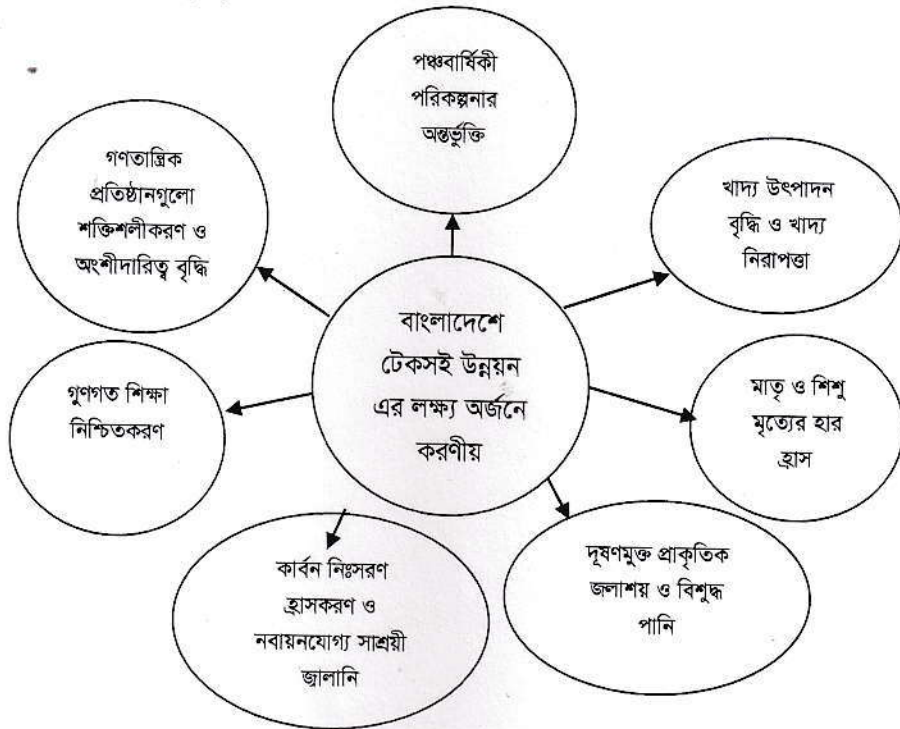 পঞ্চবার্ষিকী
পরিকল্পনার
অন্তর্ভুক্তি
খাদ্য উৎপাদন
বৃদ্ধি ও খাদ্য
নিরাপত্তা
মাতৃ ও শিশু
মৃত্যের হার
হ্রাস
দূষণমুক্ত প্রাকৃতিক
জলাশয় ও বিশুদ্ধ
পানি
কার্বন নিঃসরণ
হ্রাসকরণ ও
নবায়নযোগ্য সাশ্রয়ী
জ্বালানি
গুণগত শিক্ষা
নিশ্চিতকরণ
গণতান্ত্রিক
প্রতিষ্ঠানগুলো
শক্তিশলীকরণ ও
অংশীদারিত্ব বৃদ্ধি
বাংলাদেশে
টেকসই উন্নয়ন
এর লক্ষ্য অর্জনে
করণীয়